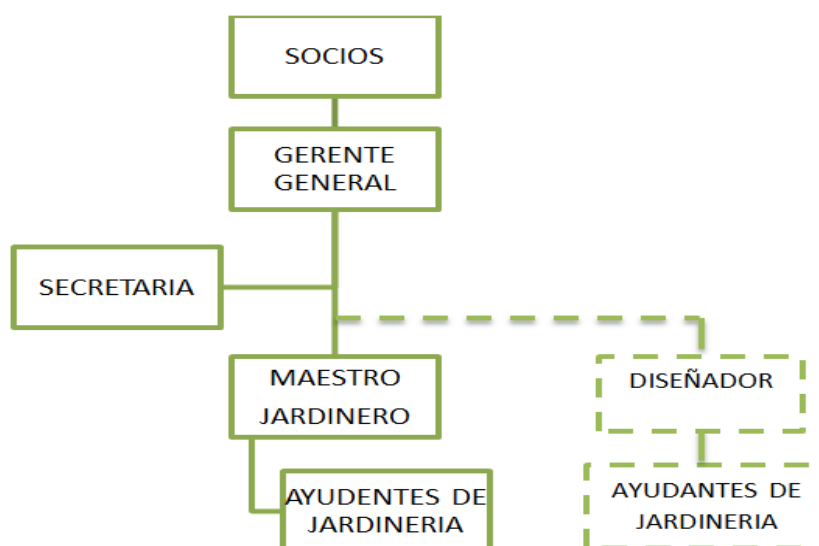 SOCIOS
GERENTE
GENERAL
SECRETARIA
MAESTRO
JARDINERO
DISEÑADOR
AYUDENTES DE
JARDINERIA
AYUDANTES DE
JARDINERIA